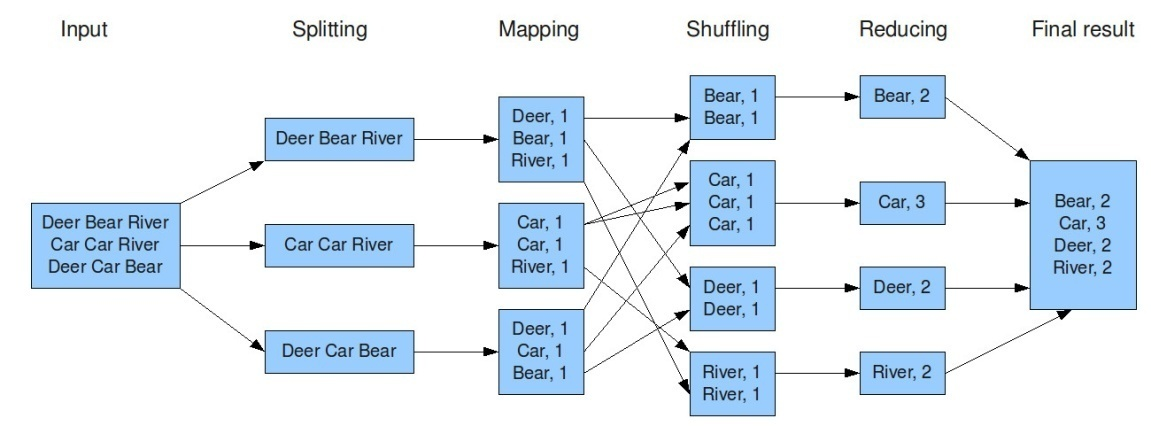 Input
Splitting
Mapping
Shuffling
Reducing
Final result
Deer Bear River
Car Car River
Deer Car Bear
Deer Bear River
Car Car River
Deer Car Bear
Deer, 1
Bear, 1
River, 1
Car, 1
Car, 1
River, 1
Deer, 1
Car, 1
Bear, 1
Bear, 1
Bear, 1
Car, 1
Car, 1
Car, 1
Deer, 1
Deer, 1
River, 1
River, 1
Bear, 2
Car, 3
Deer, 2
River, 2
Bear, 2
Car, 3
Deer, 2
River, 2